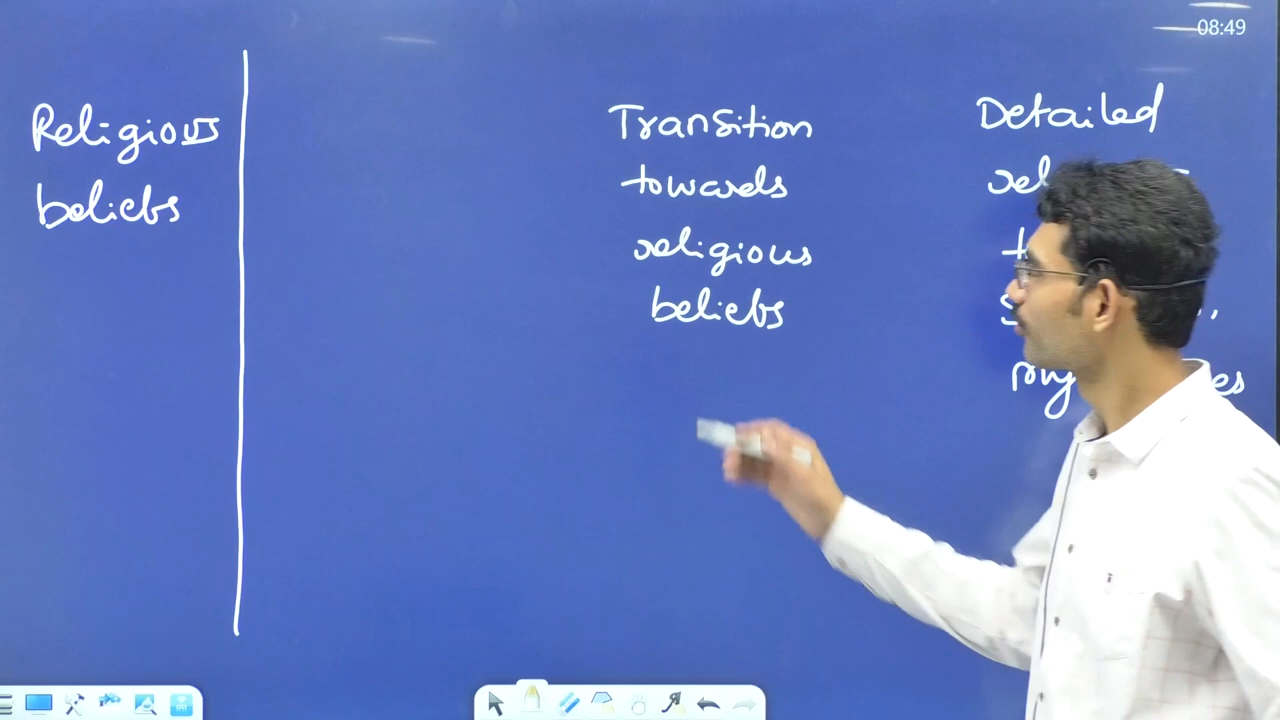 08:49
Religious
beliefs
Transition
towards
religious
beliefs
Detailed